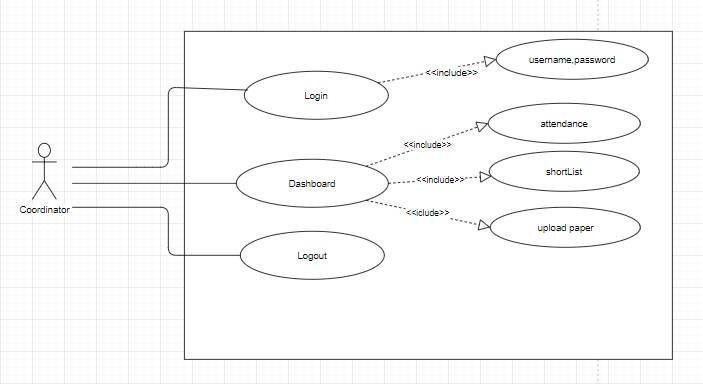 username,password
<<include>>
Login
attendance
<<include>>
Coordinator
Dashboard
<<include>>
shortList
<<iclude>>
upload paper
Logout